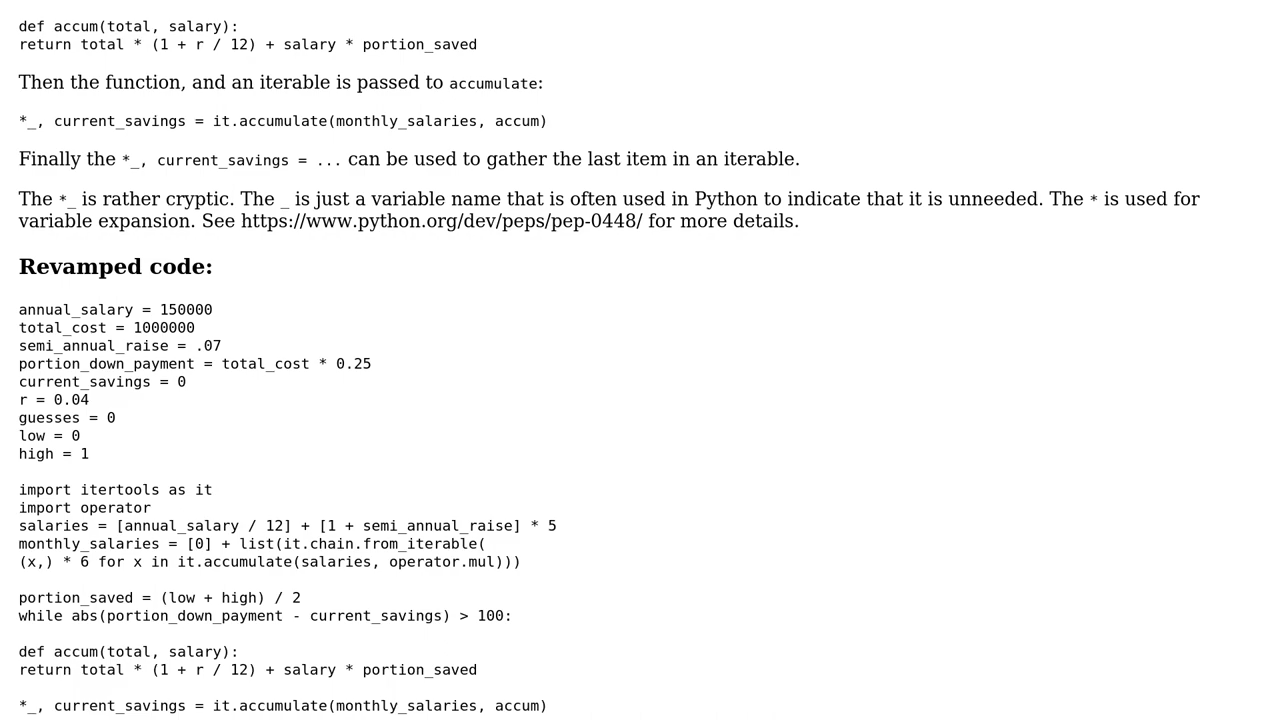 def accum(total, salary):
return total * (1 + r / 12) + salary * portion_saved
Then the function, and an iterable is passed to accumulate:
*_, current_savings = it.accumulate(monthly_salaries, accum)
Finally the *_, current_savings = ... can be used to gather the last item in an iterable.
The *_ is rather cryptic. The _ is just a variable name that is often used in Python to indicate that it is unneeded. The * is used for
variable expansion. See https://www.python.org/dev/peps/pep-0448/ for more details.
Revamped code:
annual_salary = 150000
total_cost = 1000000
semi_annual_raise = .07
portion_down_payment = total_cost * 0.25
current_savings = 0
r = 0.04
guesses = 0
low = 0
high = 1
import itertools as it
import operator
salaries = [annual_salary / 12] + [1 + semi_annual_raise] * 5
monthly_salaries = [0] + list(it.chain.from_iterable(
(x,) * 6 for x in it.accumulate(salaries, operator.mul)))
portion_saved = (low + high) / 2
while abs(portion_down_payment - current_savings) > 100:
def accum(total, salary):
return total * (1 + r / 12) + salary * portion_saved
*_, current_savings = it.accumulate(monthly_salaries, accum)